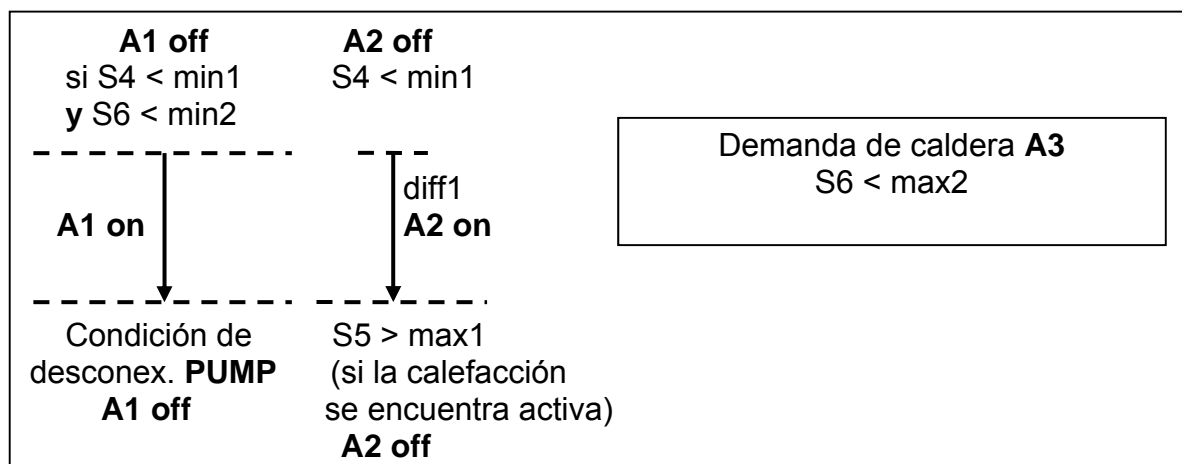 A1 off
si S4 < min1
y S6 < min2
A1 on
Condición de
desconex. PUMP
A1 off
A2 off
S4 < min1
diff1
A2 on
S5 > max1
(si la calefacción
se encuentra activa)
A2 off
Demanda de caldera A3
S6 < max2